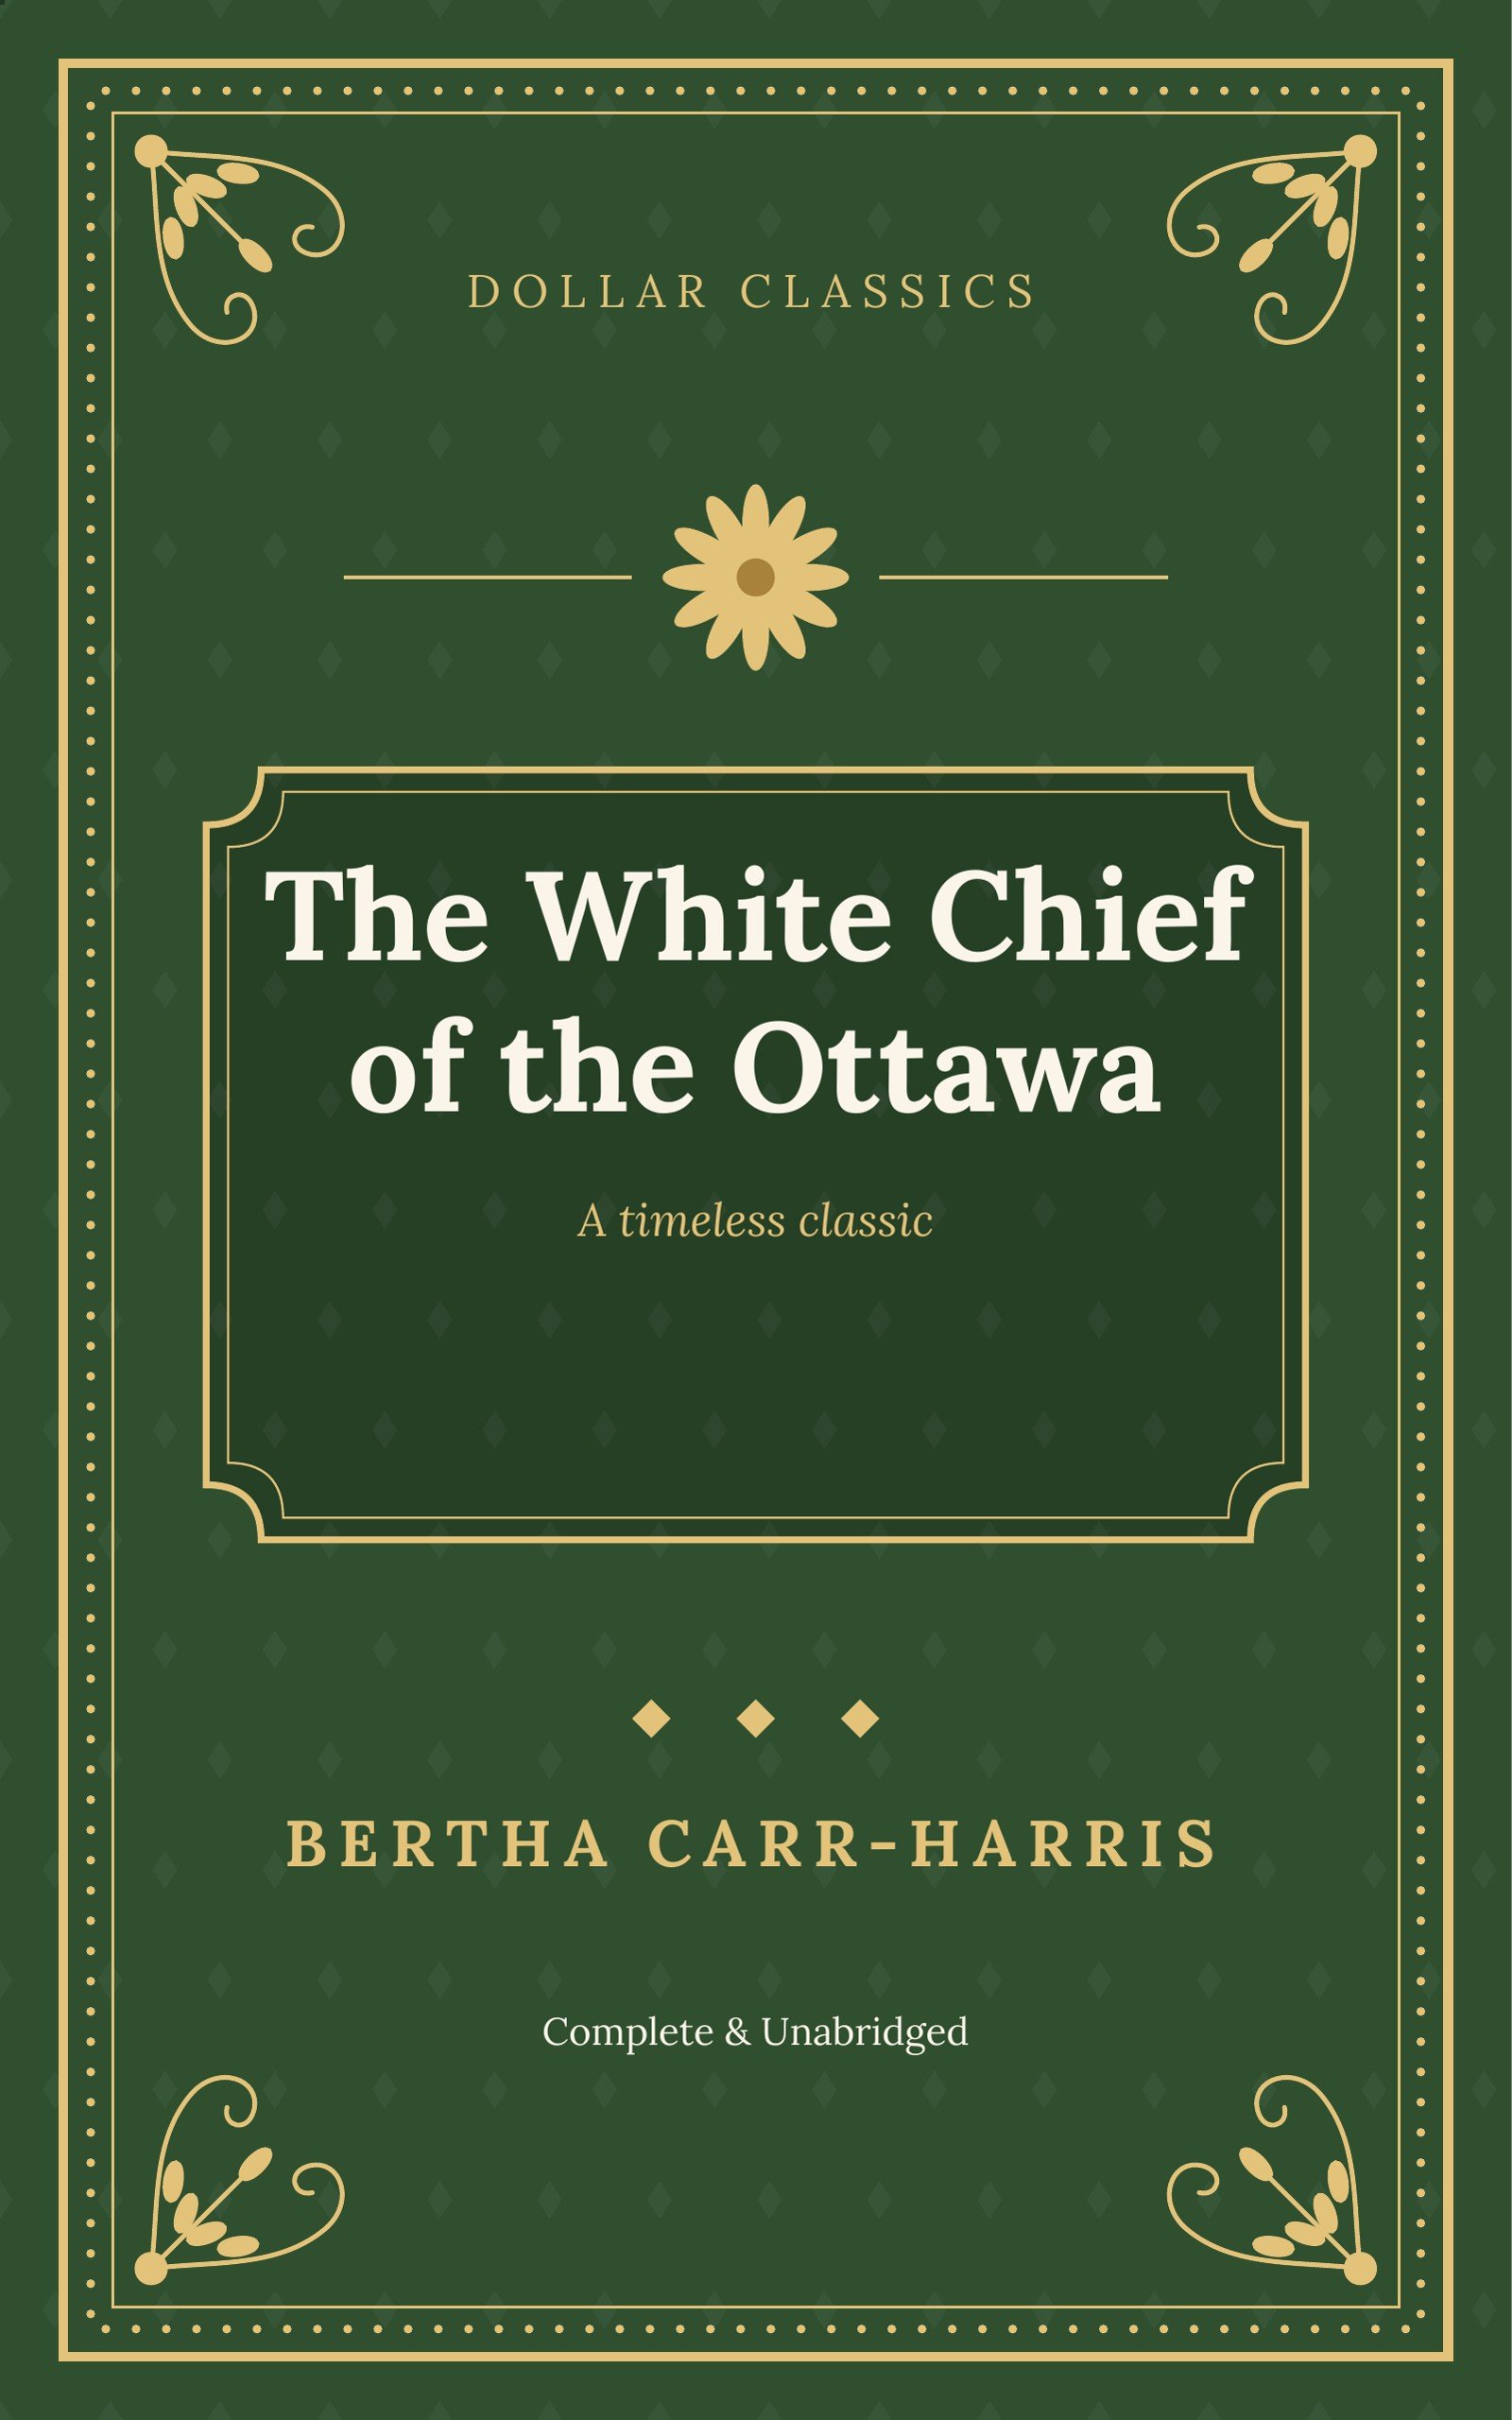 DOLLAR CLASSICS
The White Chief
of the Ottawa
A timeless classic
BERTHA CARR-HARRIS
Complete & Unabridged